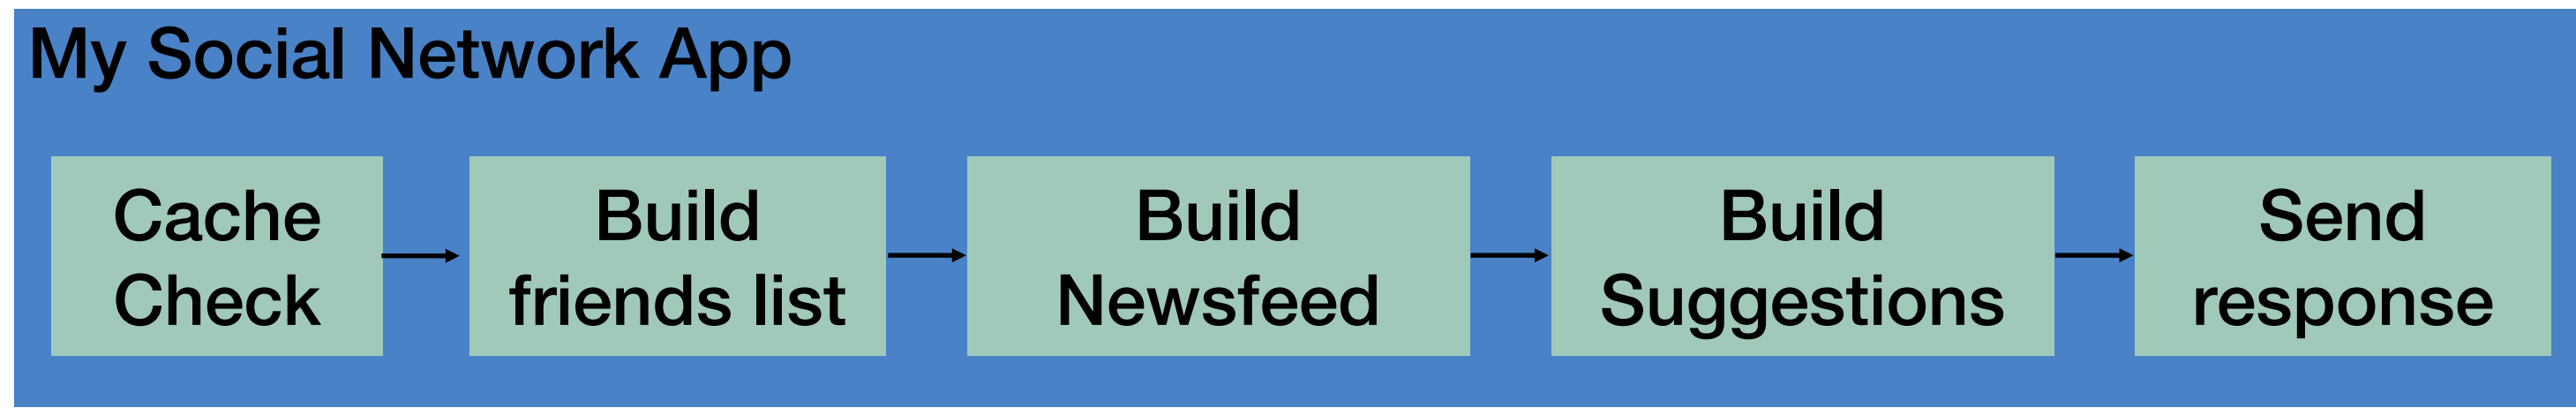 My Social Network App
Cache
Check
Build
friends list
Build
Newsfeed
Build
Suggestions
Send
response